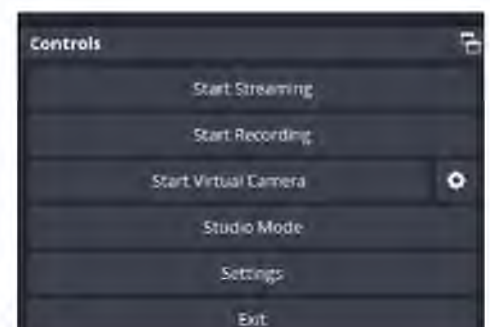 Controls
Start Streaming
Start Recording
Start Virtual Camera
Studio Mode
Settings
Exit